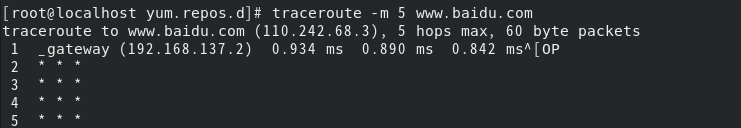 [root@localhost yum.repos.d]# traceroute -m 5 www.baidu.com
traceroute to www.baidu.com (110.242.68.3), 5 hops max, 60 byte packets
 1  _gateway (192.168.137.2)  0.934 ms  0.890 ms  0.842 ms^[OP
 2  * * *
 3  * * *
 4  * * *
 5  * * *